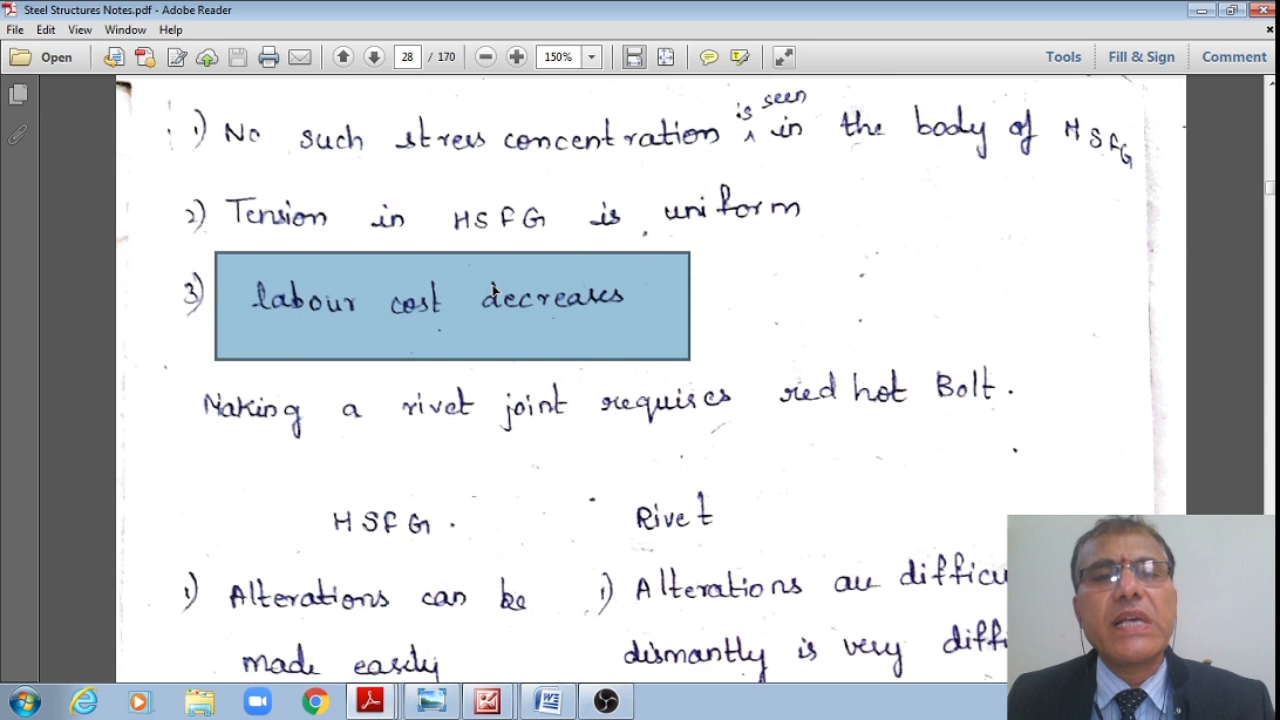 Steel Structures Notes.pdf - Adobe Reader
File Edit View Window Help
Open 28 / 170 150% Tools Fill & Sign Comment
1) No such stress concentration is seen in the body of HSFG
2) Tension in HSFG is uniform
3) labour cost decreases
Making a rivet joint requires red hot Bolt.
HSFG. Rivet
1) Alterations can be 1) Alterations are difficu
made easily dismantly is very diff